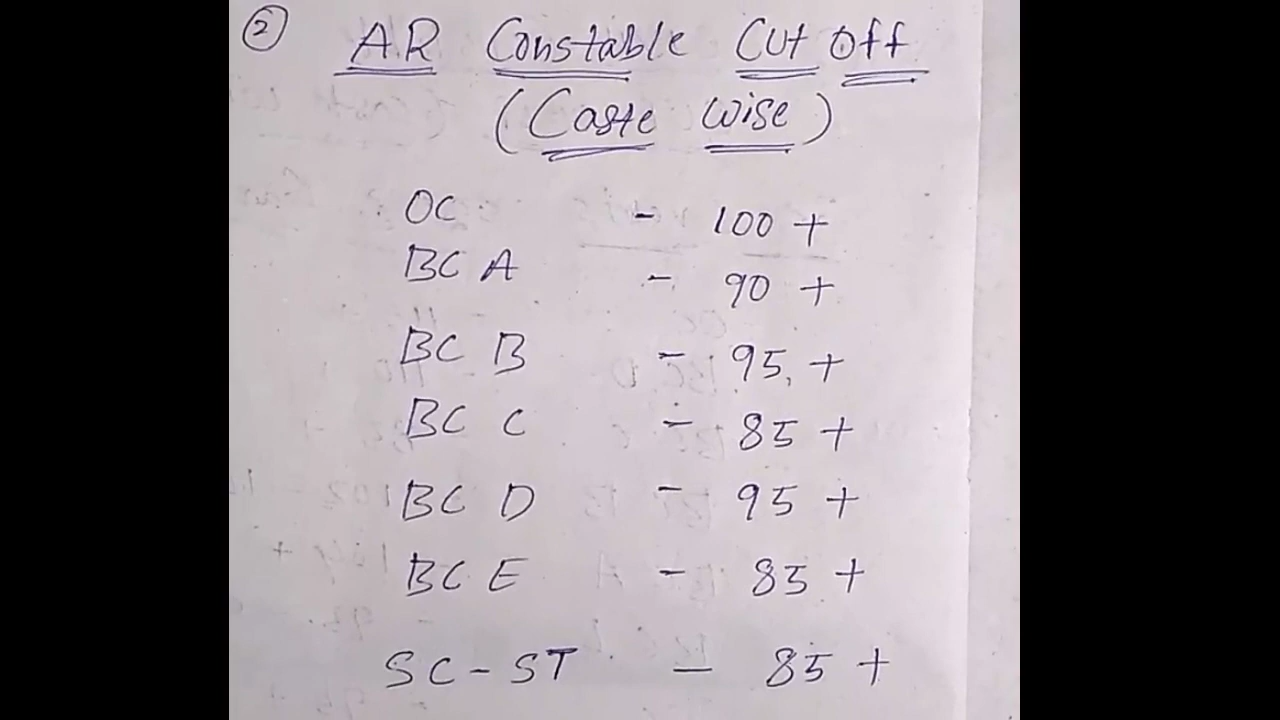 ② AR Constable Cut Off
(Caste Wise)
OC - 100 +
BC A - 90 +
BC B - 95 +
BC C - 85 +
BC D - 95 +
BC E - 85 +
SC-ST - 85 +